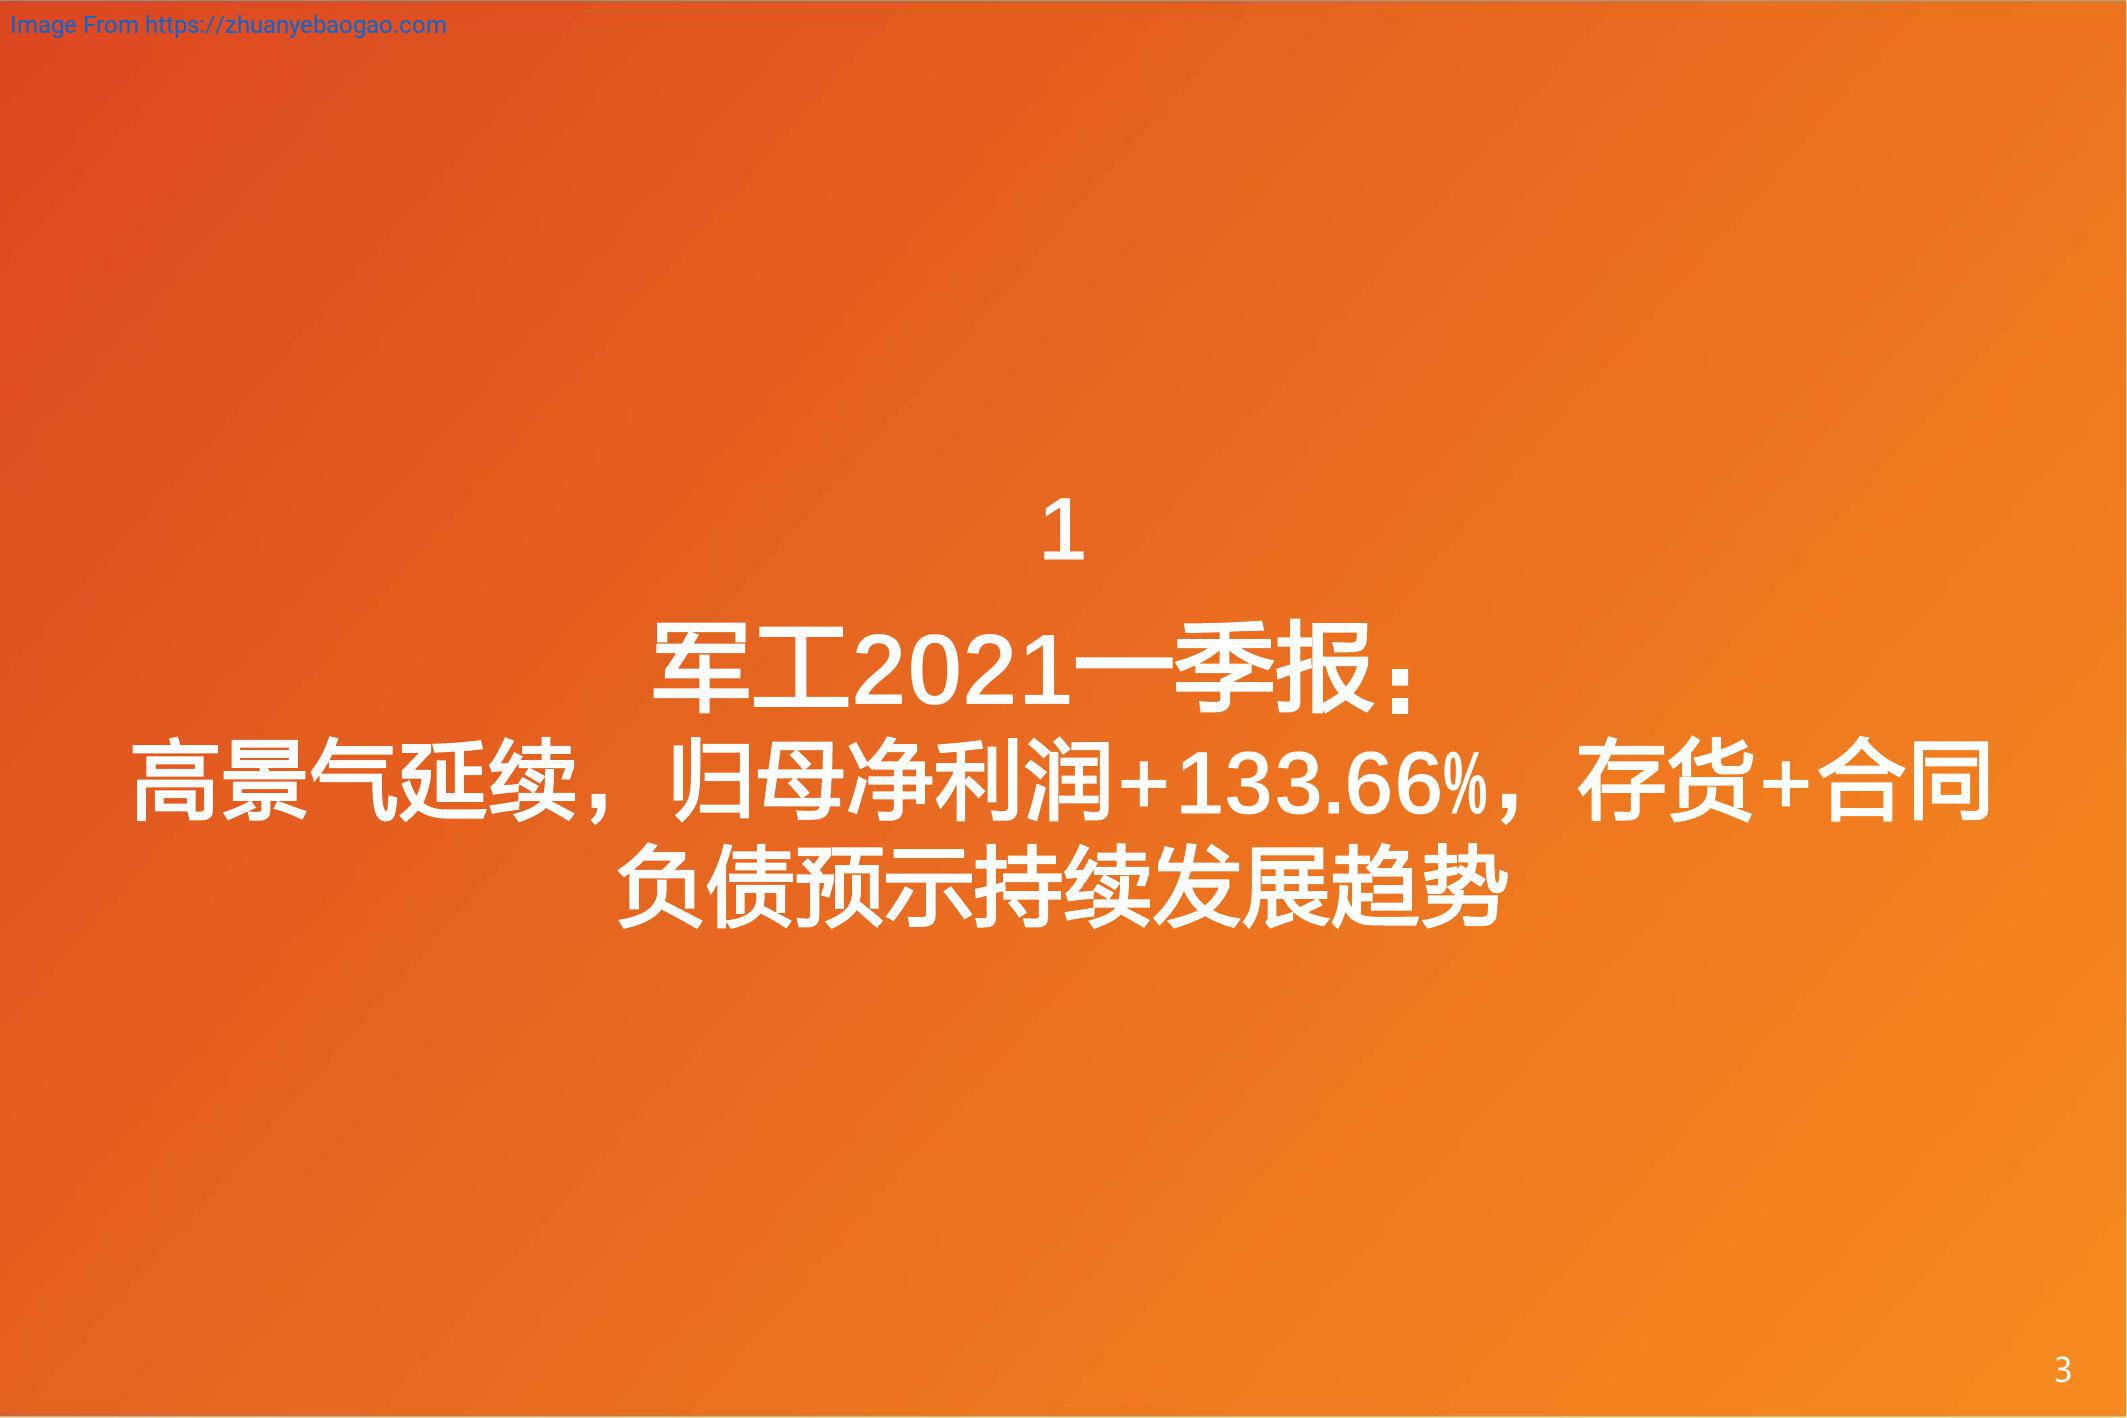 Image From https://zhuanyebaogao.com
1
军工2021一季报：
高景气延续，归母净利润+133.66%，存货+合同
负债预示持续发展趋势
3